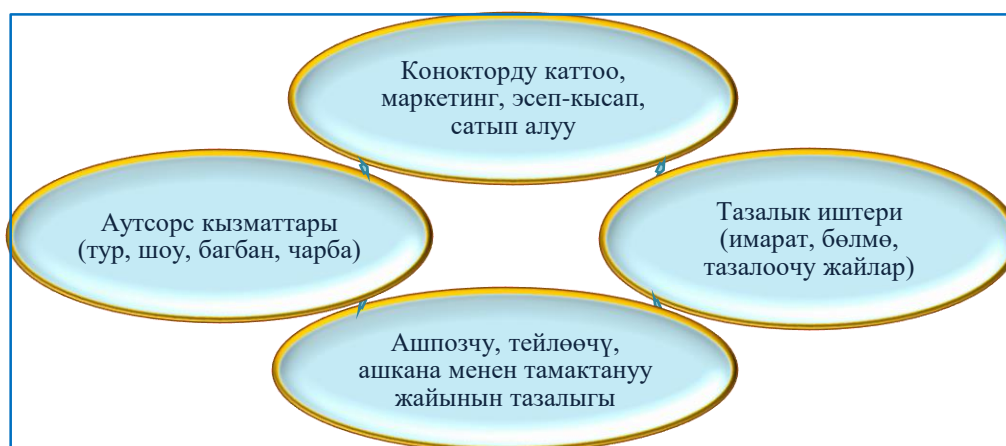 Конокторду каттоо,
маркетинг, эсеп-кысап,
сатып алуу
Аутсорс кызматтары
(тур, шоу, багбан, чарба)
Тазалык иштери
(имарат, бөлмө,
тазалоочу жайлар)
Ашпозчу, тейлөөчү,
ашкана менен тамактануу
жайынын тазалыгы